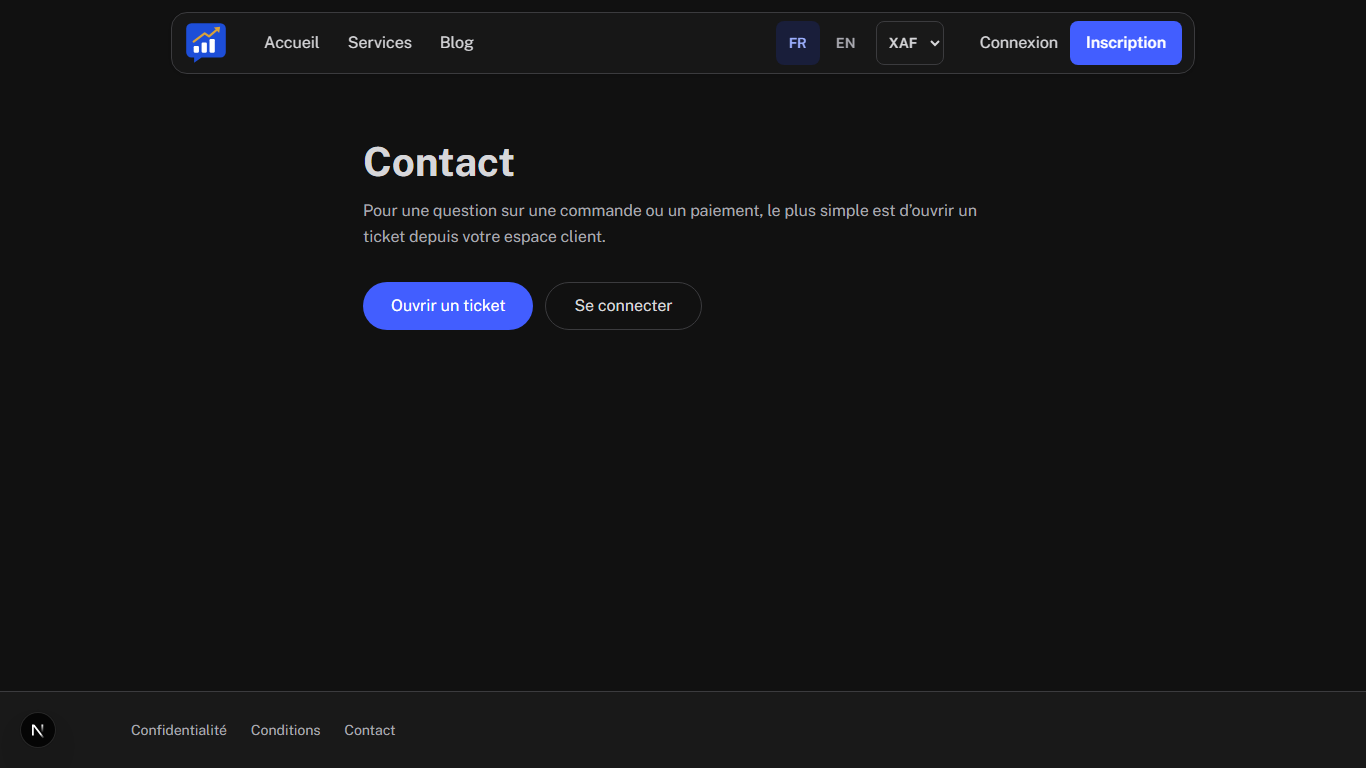 Accueil
Services
Blog
FR
EN
XAF
Connexion
Inscription
Contact
Pour une question sur une commande ou un paiement, le plus simple est d’ouvrir un
ticket depuis votre espace client.
Ouvrir un ticket
Se connecter
N
Confidentialité
Conditions
Contact